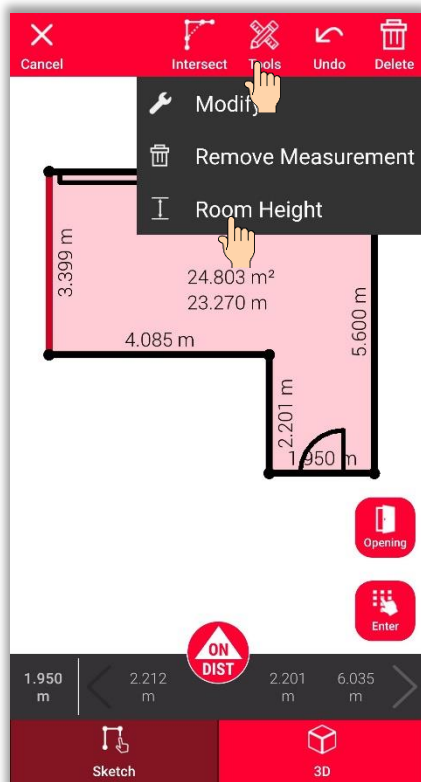 Cancel
Intersect
Tools
Undo
Delete
Modify
Remove Measurement
Room Height
3.399 m
24.803 m²
23.270 m
5.600 m
4.085 m
2.201 m
1.950 m
Opening
Enter
ON
DIST
1.950
m
2.212
m
2.201
m
6.035
m
Sketch
3D